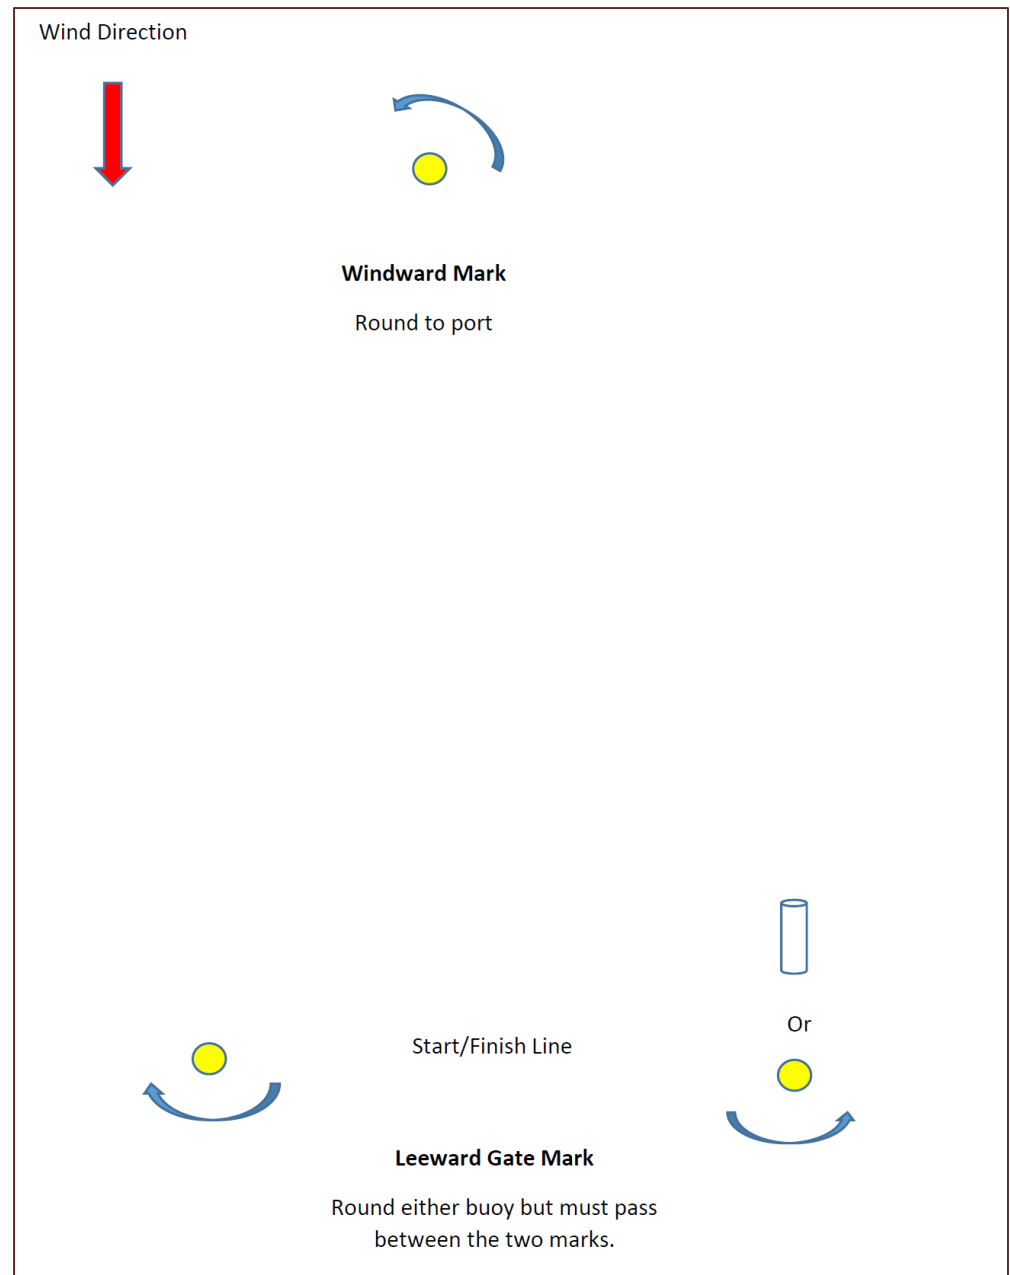 Wind Direction
Windward Mark
Round to port
Or
Start/Finish Line
Leeward Gate Mark
Round either buoy but must pass
between the two marks.